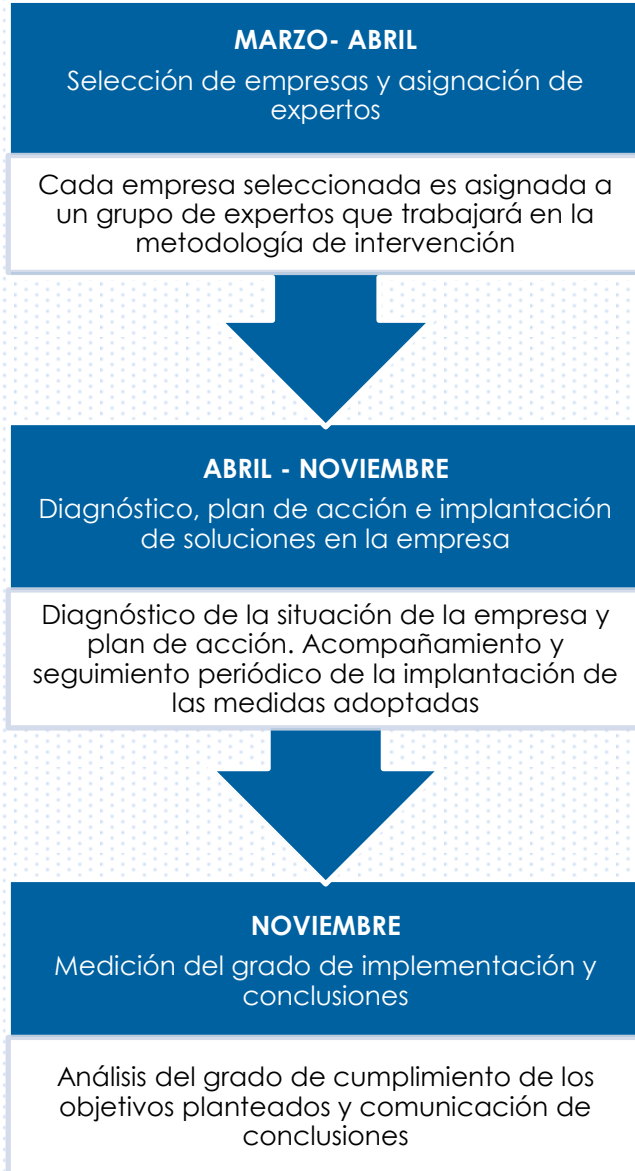 MARZO- ABRIL
Selección de empresas y asignación de
expertos
Cada empresa seleccionada es asignada a
un grupo de expertos que trabajará en la
metodología de intervención
ABRIL - NOVIEMBRE
Diagnóstico, plan de acción e implantación
de soluciones en la empresa
Diagnóstico de la situación de la empresa y
plan de acción. Acompañamiento y
seguimiento periódico de la implantación de
las medidas adoptadas
NOVIEMBRE
Medición del grado de implementación y
conclusiones
Análisis del grado de cumplimiento de los
objetivos planteados y comunicación de
conclusiones